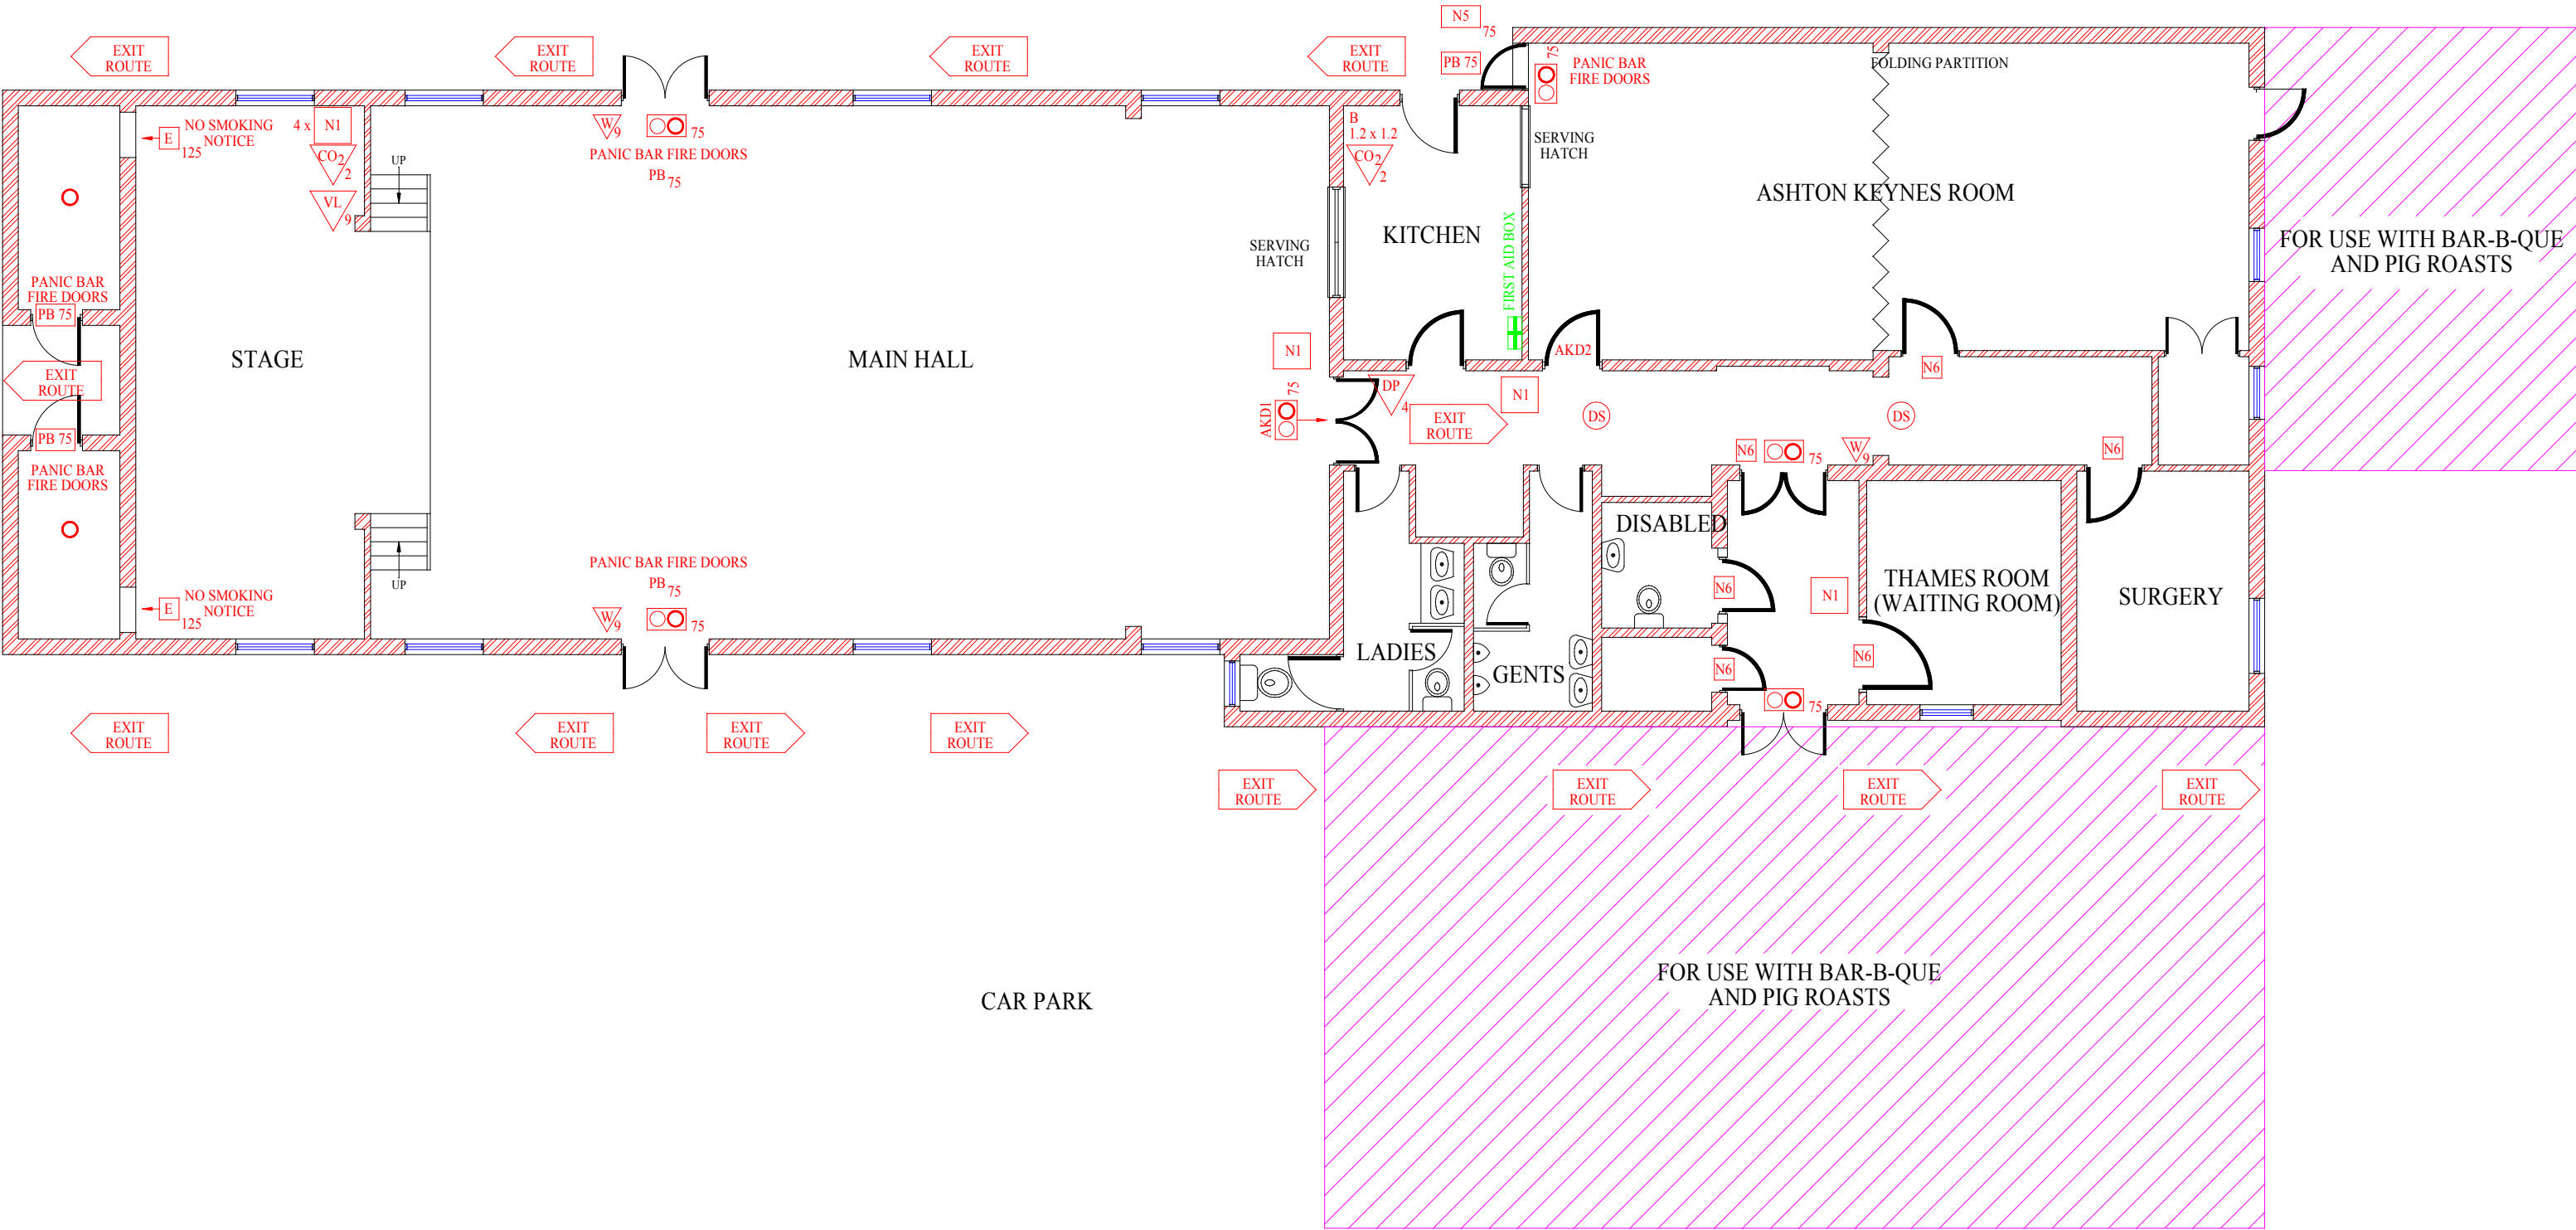 N5
75
EXIT
ROUTE
EXIT
ROUTE
EXIT
ROUTE
EXIT
ROUTE
PB 75
75
PANIC BAR
FIRE DOORS
FOLDING PARTITION
E
125
NO SMOKING
NOTICE
4 x
N1
CO2
2
VL
9
UP
W
9
75
PANIC BAR FIRE DOORS
PB
75
B
1.2 x 1.2
CO2
2
SERVING
HATCH
ASHTON KEYNES ROOM
KITCHEN
SERVING
HATCH
FIRST AID BOX
FOR USE WITH BAR-B-QUE
AND PIG ROASTS
PANIC BAR
FIRE DOORS
PB 75
EXIT
ROUTE
PB 75
PANIC BAR
FIRE DOORS
STAGE
MAIN HALL
N1
75
AKD1
AKD2
DP
4
N1
EXIT
ROUTE
DS
DS
N6
N6
75
W
9
N6
DISABLED
N6
N1
THAMES ROOM
(WAITING ROOM)
SURGERY
PANIC BAR FIRE DOORS
PB
75
W
9
75
UP
E
125
NO SMOKING
NOTICE
LADIES
GENTS
N6
N6
75
EXIT
ROUTE
EXIT
ROUTE
EXIT
ROUTE
EXIT
ROUTE
EXIT
ROUTE
EXIT
ROUTE
EXIT
ROUTE
EXIT
ROUTE
FOR USE WITH BAR-B-QUE
AND PIG ROASTS
CAR PARK